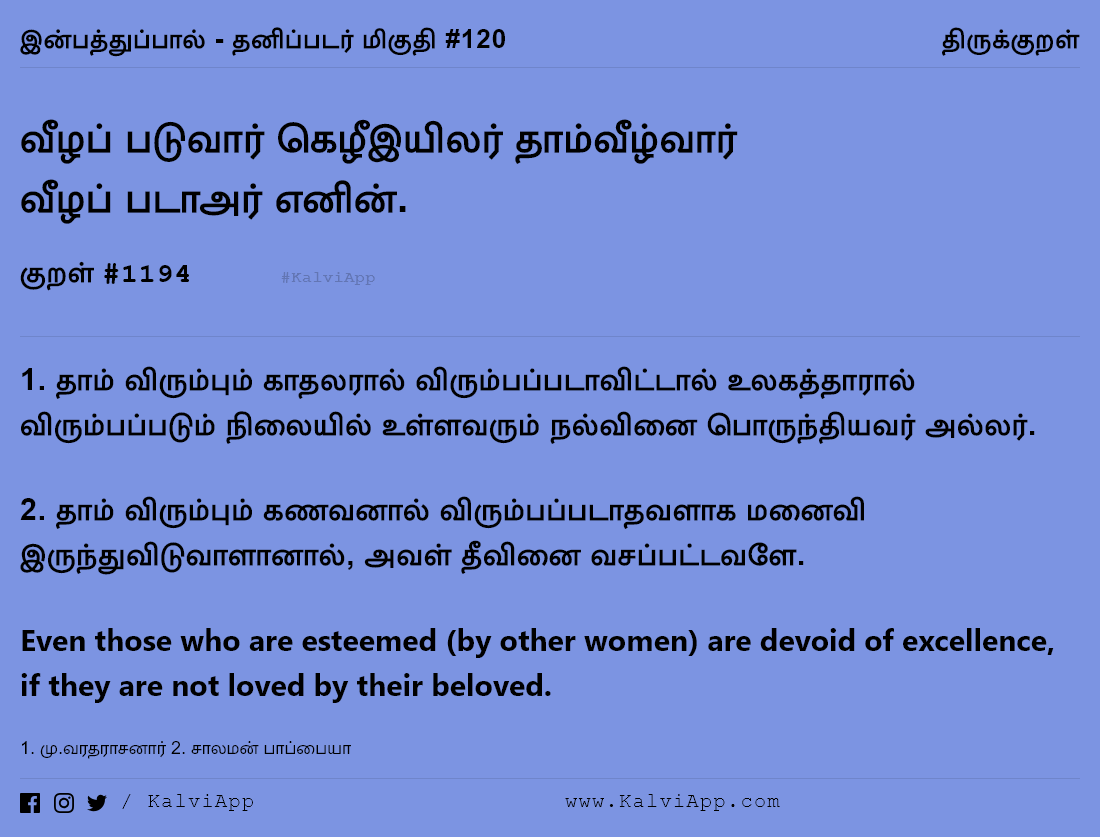 இன்பத்துப்பால் - தனிப்படர் மிகுதி #120 திருக்குறள்
வீழப் படுவார் கெழீஇயிலர் தாம்வீழ்வார்
வீழப் படாஅர் எனின்.
குறள் #1194 #KalviApp
1. தாம் விரும்பும் காதலரால் விரும்பப்படாவிட்டால் உலகத்தாரால்
விரும்பப்படும் நிலையில் உள்ளவரும் நல்வினை பொருந்தியவர் அல்லர்.
2. தாம் விரும்பும் கணவனால் விரும்பப்படாதவளாக மனைவி
இருந்துவிடுவாளானால், அவள் தீவினை வசப்பட்டவளே.
Even those who are esteemed (by other women) are devoid of excellence,
if they are not loved by their beloved.
1. மு.வரதராசனார் 2. சாலமன் பாப்பையா
/ KalviApp www.KalviApp.com